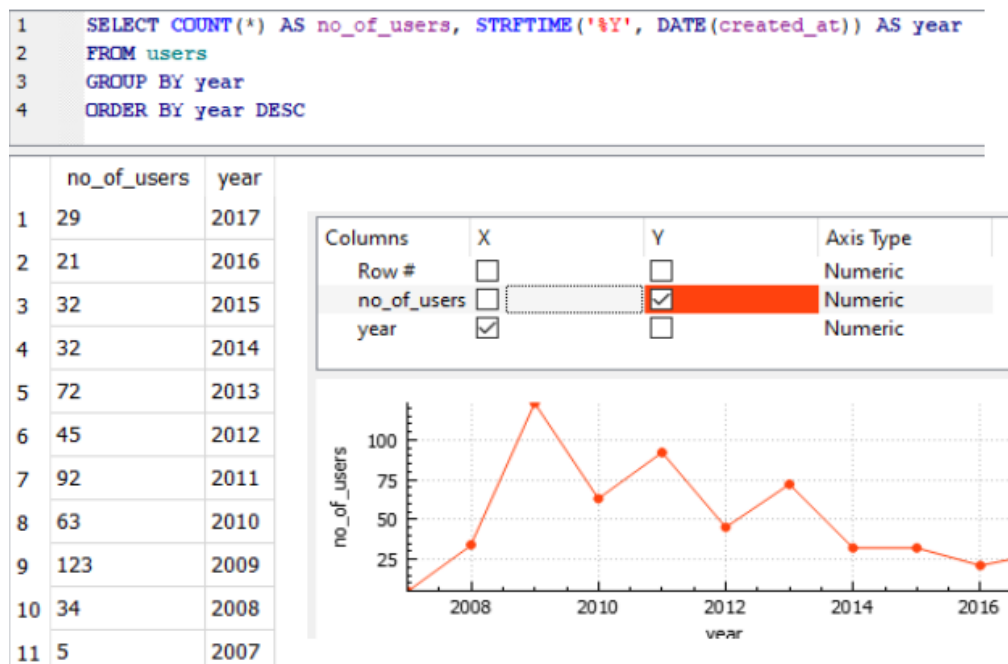 1 SELECT COUNT(*) AS no_of_users, STRFTIME('%Y', DATE(created_at)) AS year
2 FROM users
3 GROUP BY year
4 ORDER BY year DESC
no_of_users year
1 29 2017
2 21 2016
3 32 2015
4 32 2014
5 72 2013
6 45 2012
7 92 2011
8 63 2010
9 123 2009
10 34 2008
11 5 2007
Columns X Y Axis Type
Row # Numeric
no_of_users Numeric
year Numeric
no_of_users
100
75
50
25
2008 2010 2012 2014 2016
year